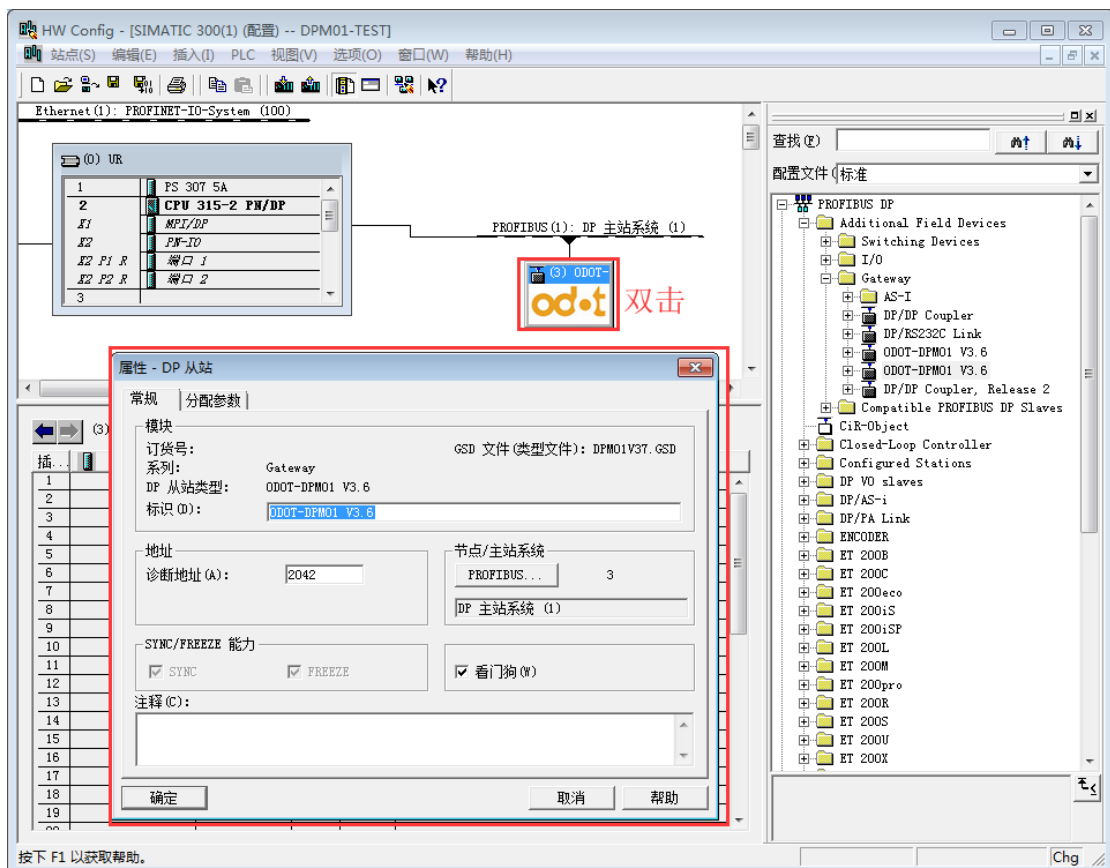 HW Config - [SIMATIC 300(1) (配置) -- DPM01-TEST]
站点(S) 编辑(E) 插入(I) PLC 视图(V) 选项(O) 窗口(W) 帮助(H)
Ethernet(1): PROFINET-IO-System (100)
(0) UR
1 PS 307 5A
2 CPU 315-2 PN/DP
X1 MPI/DP
X2 PN-IO
X2 P1 R 端口 1
X2 P2 R 端口 2
3
PROFIBUS(1): DP 主站系统 (1)
(3) ODOT-
odot
双击
查找(F)
配置文件(
标准
PROFIBUS DP
Additional Field Devices
Switching Devices
I/O
Gateway
AS-I
DP/DP Coupler
DP/RS232C Link
ODOT-DPM01 V3.6
ODOT-DPM01 V3.6
DP/DP Coupler, Release 2
Compatible PROFIBUS DP Slaves
CiR-Object
Closed-Loop Controller
Configured Stations
DP V0 slaves
DP/AS-i
DP/PA Link
ENCODER
ET 200B
ET 200C
ET 200eco
ET 200iS
ET 200iSP
ET 200L
ET 200M
ET 200pro
ET 200R
ET 200S
ET 200U
ET 200X
(3)
插...
1
2
3
4
5
6
7
8
9
10
11
12
13
14
15
16
17
18
19
属性 - DP 从站
常规 分配参数
模块
订货号: GSD 文件(类型文件): DPM01V37.GSD
系列: Gateway
DP 从站类型: ODOT-DPM01 V3.6
标识(D): ODOT-DPM01 V3.6
地址
诊断地址(A): 2042
节点/主站系统
PROFIBUS... 3
DP 主站系统 (1)
SYNC/FREEZE 能力
SYNC FREEZE
看门狗(W)
注释(C):
确定 取消 帮助
按下 F1 以获取帮助。
Chg